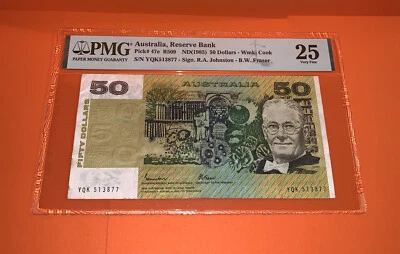 PMG
PAPER MONEY GUARANTY
Australia, Reserve Bank
Pick# 47e R509 ND(1985) 50 Dollars - Wmk: Cook
S/N YQK513877 - Sign. R.A. Johnston - B.W. Fraser
25
Very Fine
50
AUSTRALIA
50
FIFTY DOLLARS
YQK 513877
YQK 513877